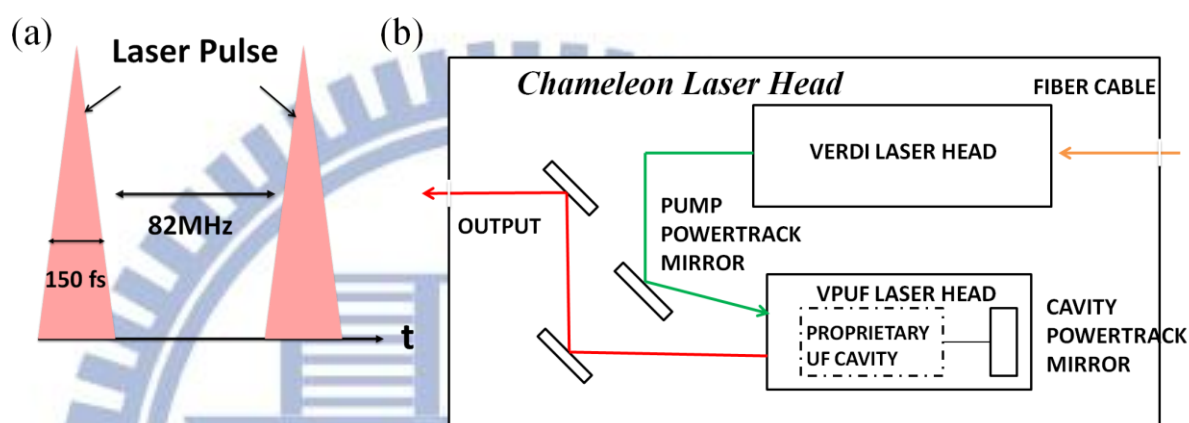 (a)
Laser Pulse
82MHz
150 fs
t
(b)
Chameleon Laser Head
FIBER CABLE
VERDI LASER HEAD
OUTPUT
PUMP
POWERTRACK
MIRROR
VPUF LASER HEAD
PROPRIETARY
UF CAVITY
CAVITY
POWERTRACK
MIRROR